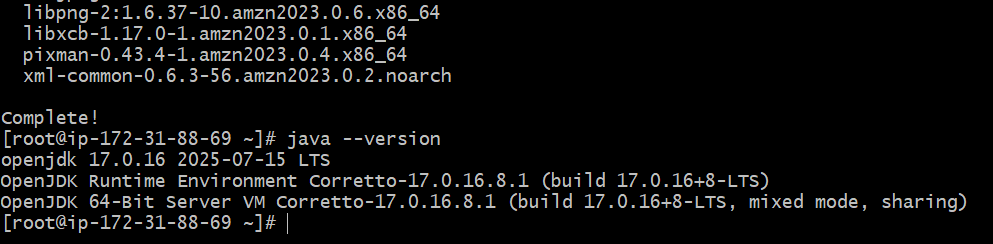 libpng-2:1.6.37-10.amzn2023.0.6.x86_64
libxcb-1.17.0-1.amzn2023.0.1.x86_64
pixman-0.43.4-1.amzn2023.0.4.x86_64
xml-common-0.6.3-56.amzn2023.0.2.noarch
Complete!
[root@ip-172-31-88-69 ~]# java --version
openjdk 17.0.16 2025-07-15 LTS
OpenJDK Runtime Environment Corretto-17.0.16.8.1 (build 17.0.16+8-LTS)
OpenJDK 64-Bit Server VM Corretto-17.0.16.8.1 (build 17.0.16+8-LTS, mixed mode, sharing)
[root@ip-172-31-88-69 ~]#